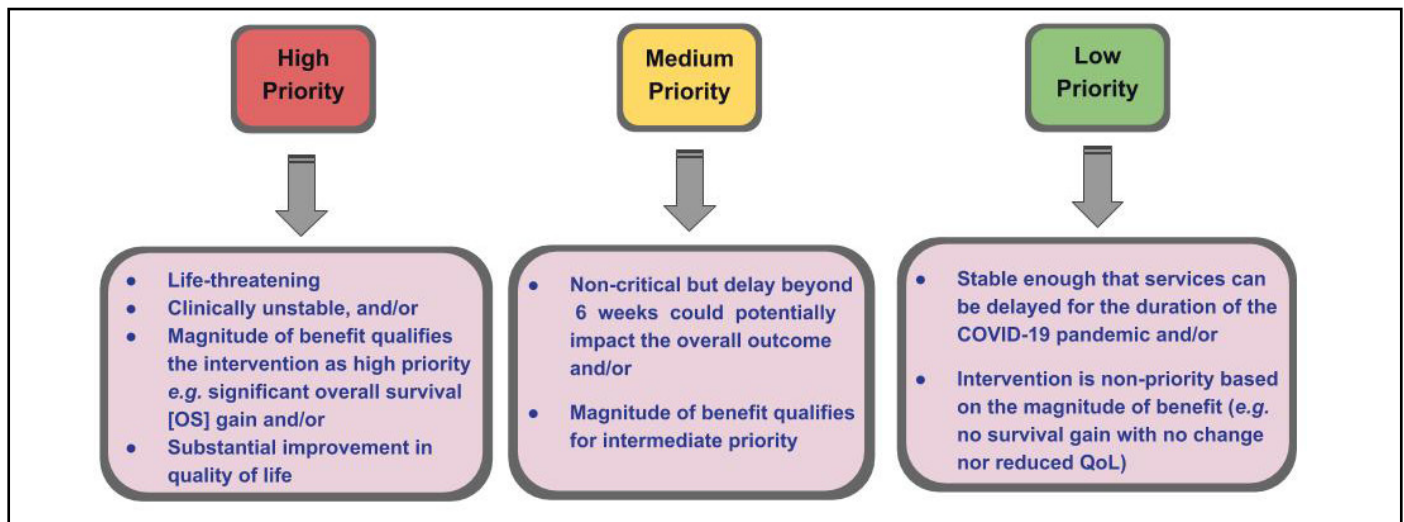 High
Priority
Medium
Priority
Low
Priority
● Life-threatening
● Clinically unstable, and/or
● Magnitude of benefit qualifies
the intervention as high priority
e.g. significant overall survival
[OS] gain and/or
● Substantial improvement in
quality of life
● Non-critical but delay beyond
6 weeks could potentially
impact the overall outcome
and/or
● Magnitude of benefit qualifies
for intermediate priority
● Stable enough that services can
be delayed for the duration of the
COVID-19 pandemic and/or
● Intervention is non-priority based
on the magnitude of benefit (e.g.
no survival gain with no change
nor reduced QoL)